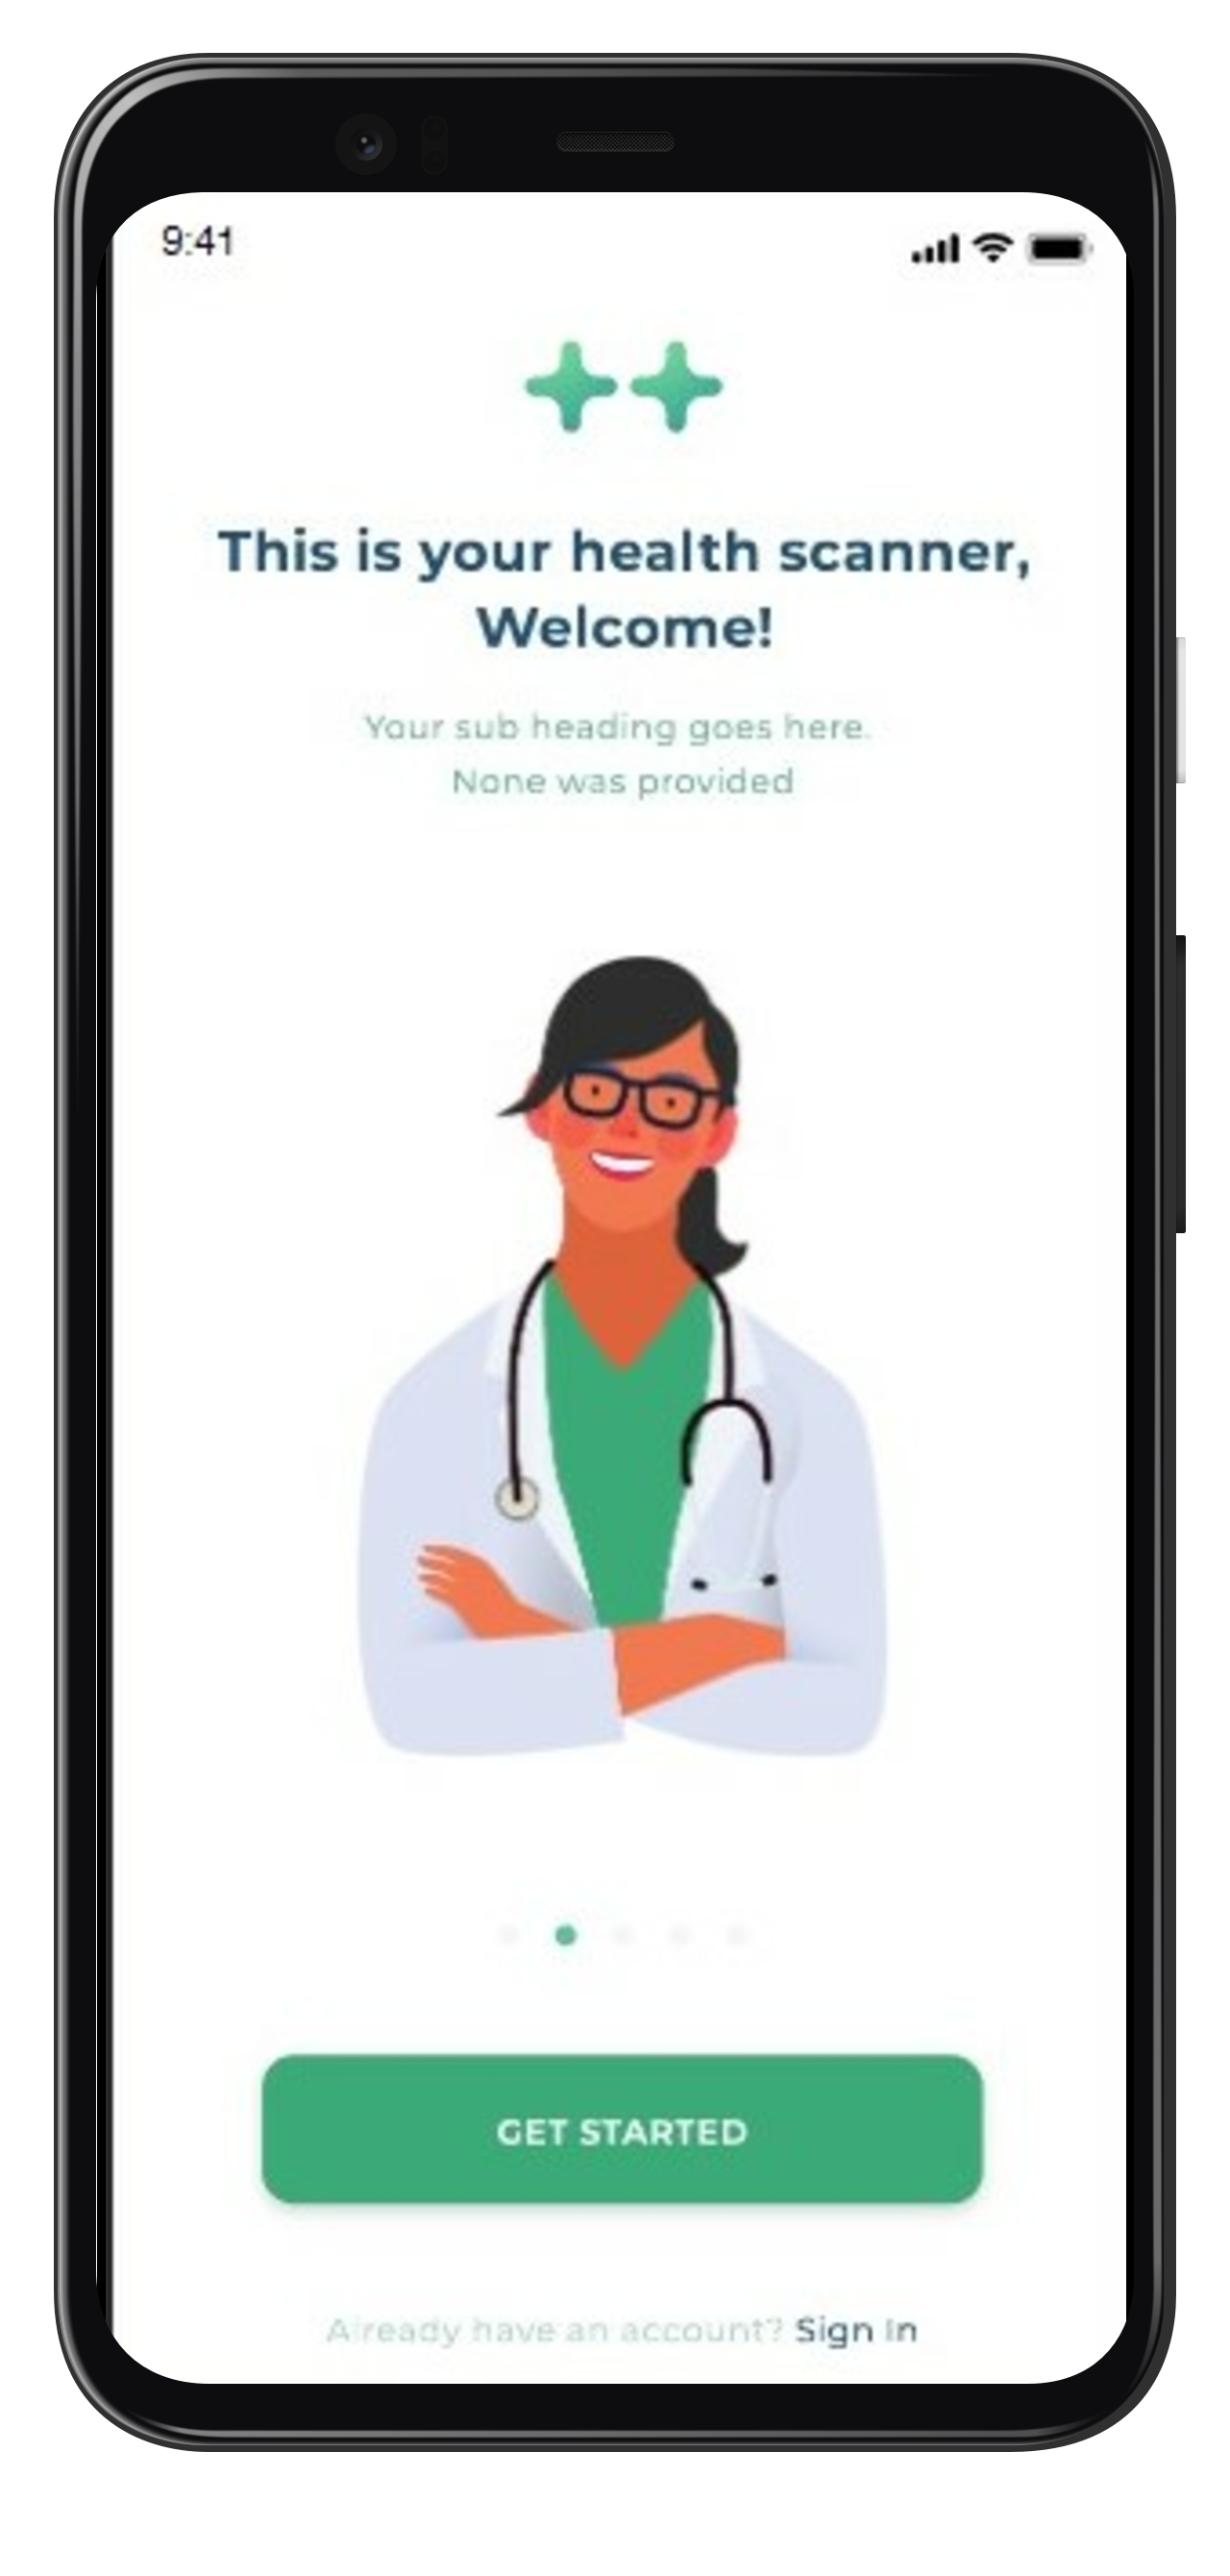 9:41
This is your health scanner,
Welcome!
Your sub heading goes here.
None was provided
GET STARTED
Already have an account? Sign In